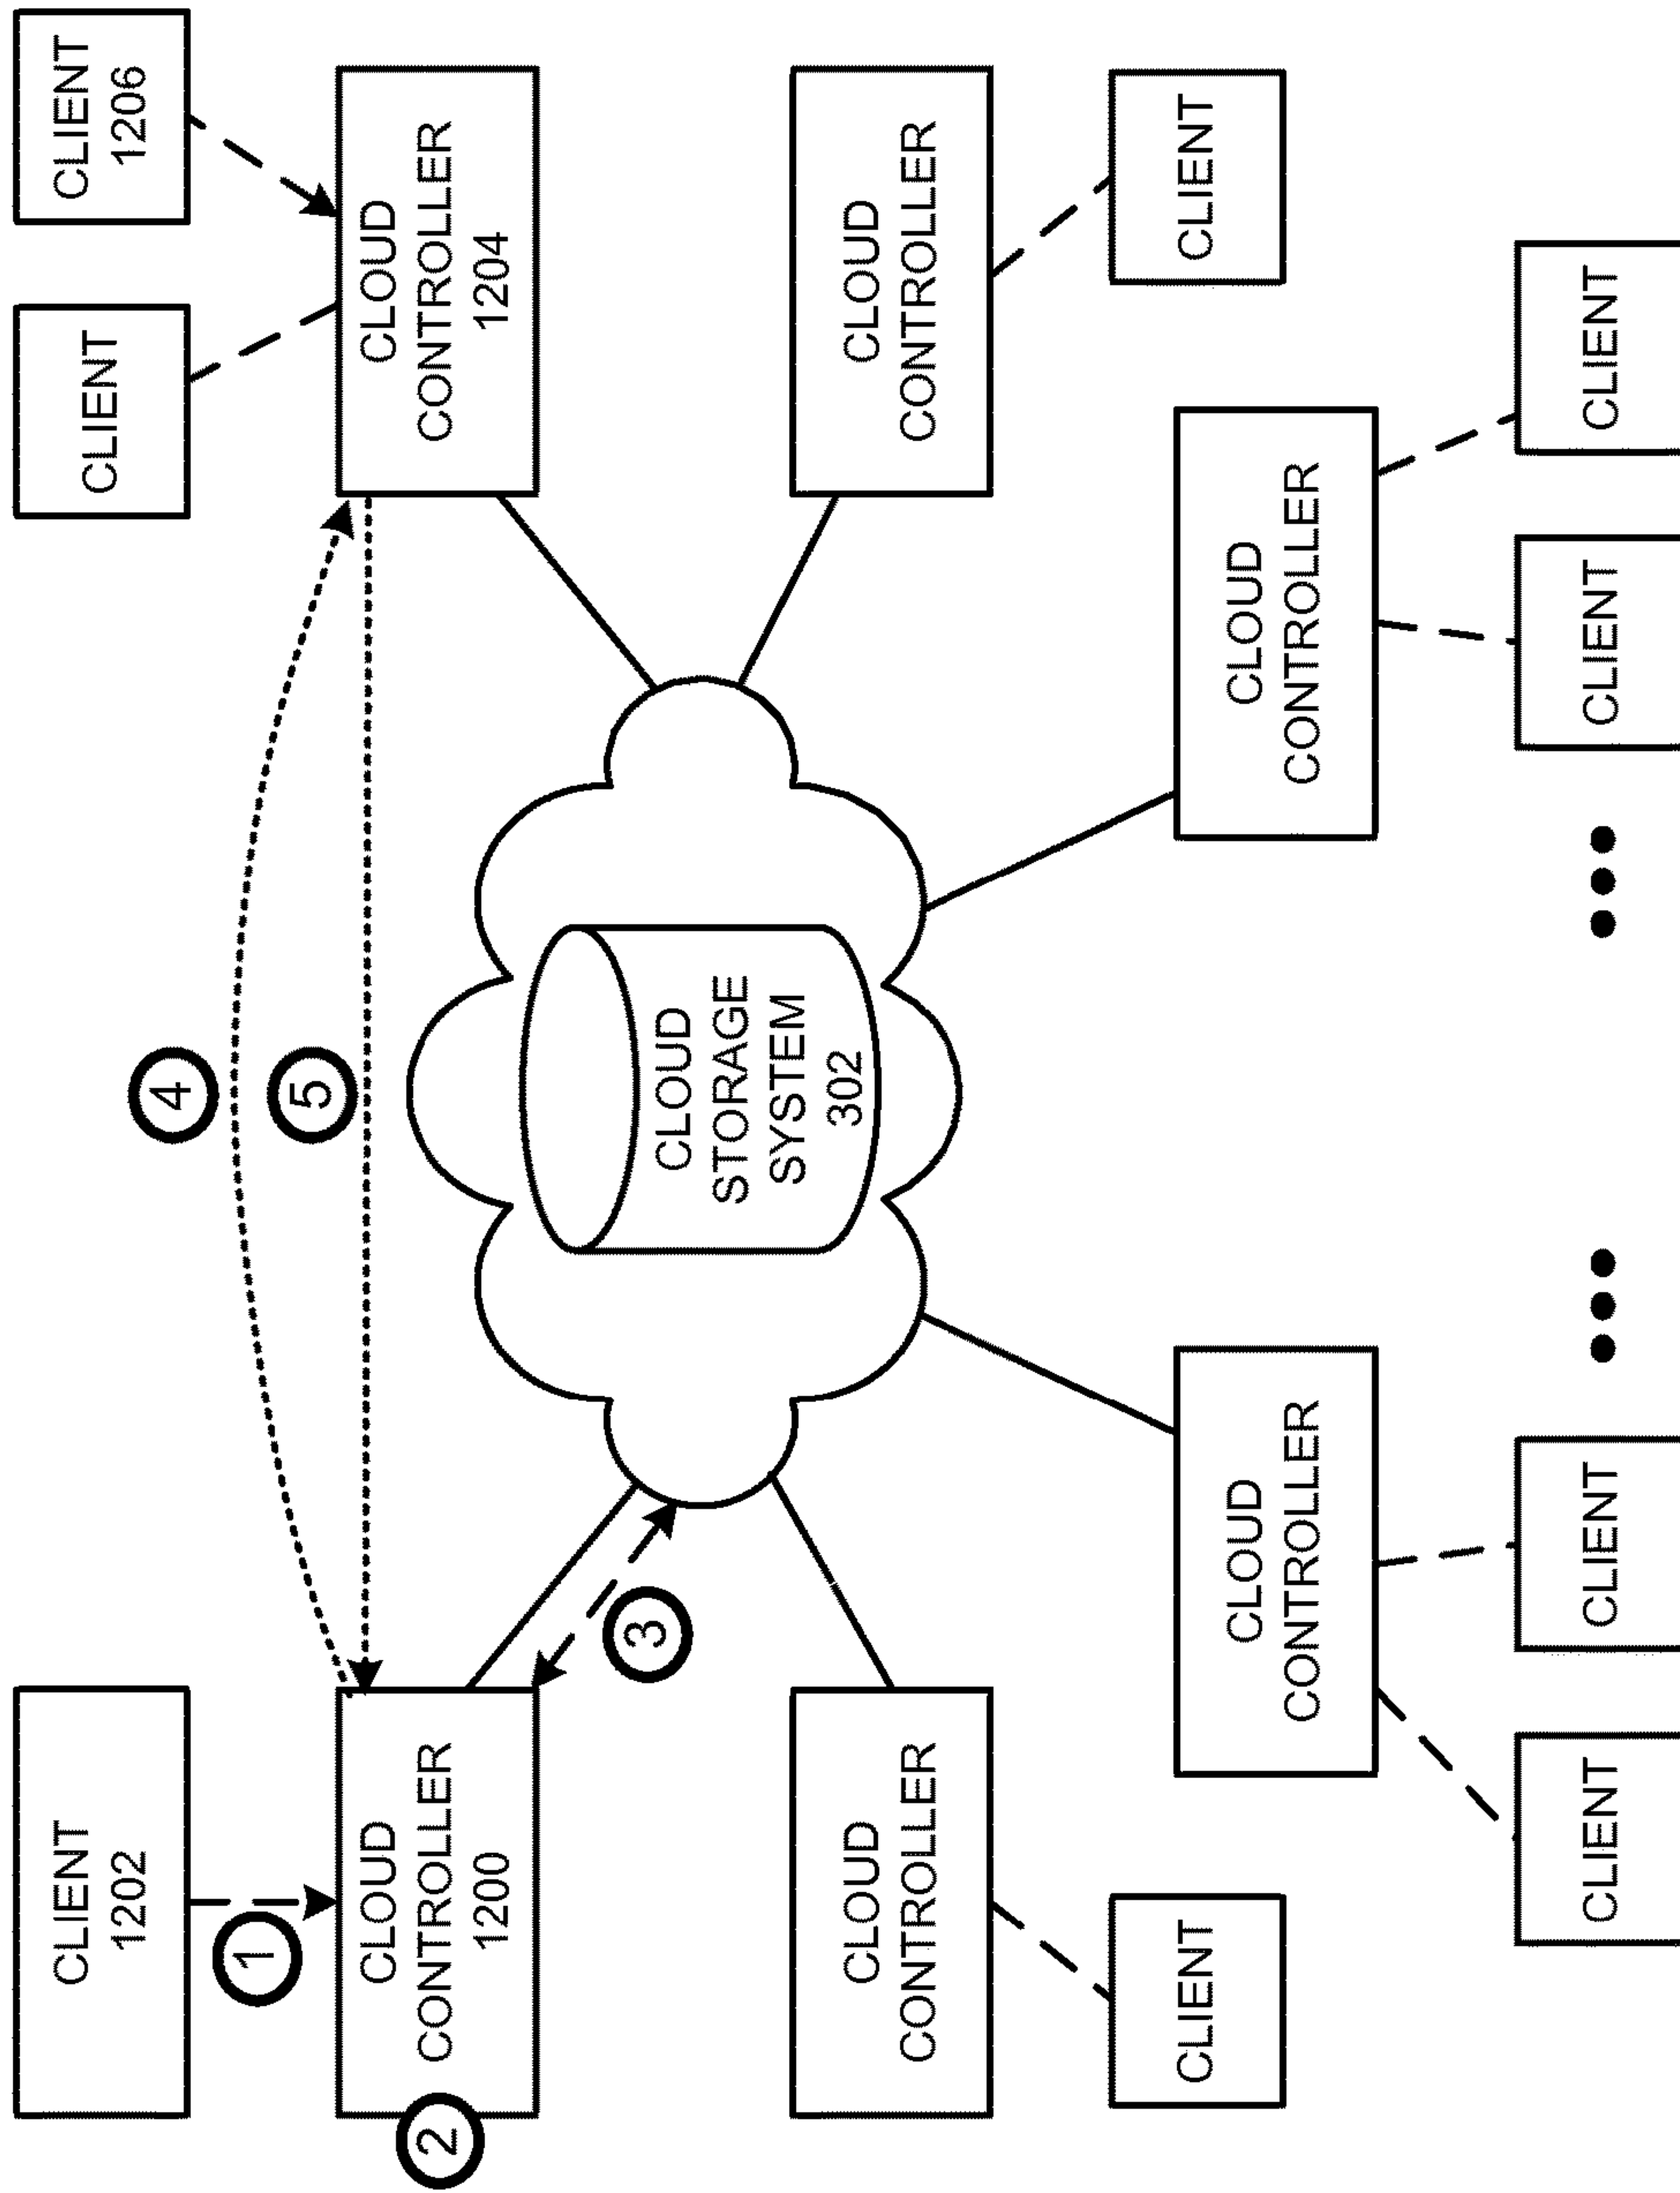 CLIENT
1202
CLIENT
CLIENT
1206
4
1
5
2
CLOUD
CONTROLLER
1200
CLOUD
CONTROLLER
1204
3
CLOUD
STORAGE
SYSTEM
302
CLOUD
CONTROLLER
CLOUD
CONTROLLER
CLIENT
CLOUD
CONTROLLER
CLOUD
CONTROLLER
CLIENT
CLIENT
CLIENT
CLIENT
CLIENT